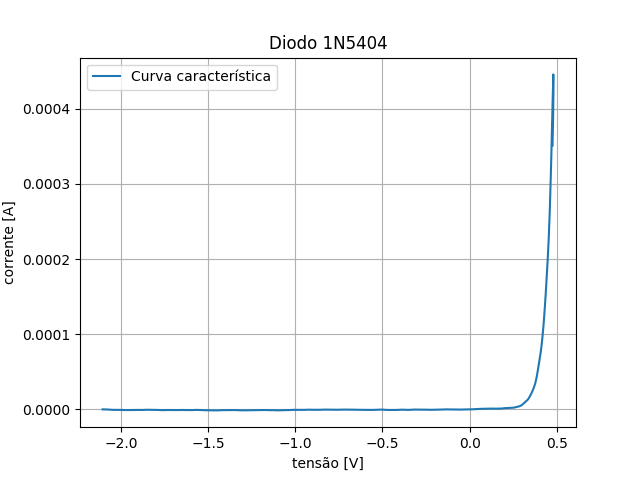 Diodo 1N5404
Curva característica
0.0004
0.0003
0.0002
0.0001
0.0000
corrente [A]
−2.0 −1.5 −1.0 −0.5 0.0 0.5
tensão [V]